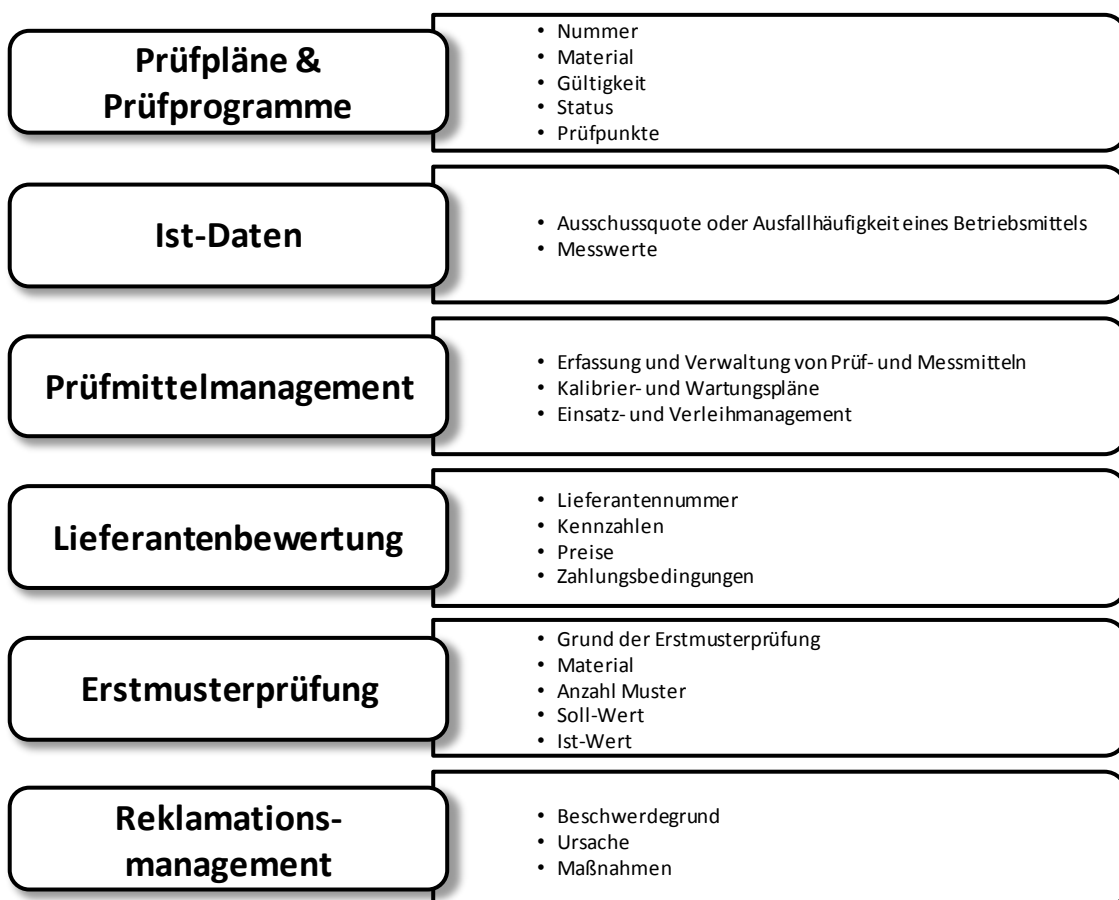 Prüfpläne &
Prüfprogramme
• Nummer
• Material
• Gültigkeit
• Status
• Prüfpunkte
Ist-Daten
• Ausschussquote oder Ausfallhäufigkeit eines Betriebsmittels
• Messwerte
Prüfmittelmanagement
• Erfassung und Verwaltung von Prüf- und Messmitteln
• Kalibrier- und Wartungspläne
• Einsatz- und Verleihmanagement
Lieferantenbewertung
• Lieferantennummer
• Kennzahlen
• Preise
• Zahlungsbedingungen
Erstmusterprüfung
• Grund der Erstmusterprüfung
• Material
• Anzahl Muster
• Soll-Wert
• Ist-Wert
Reklamations-
management
• Beschwerdegrund
• Ursache
• Maßnahmen